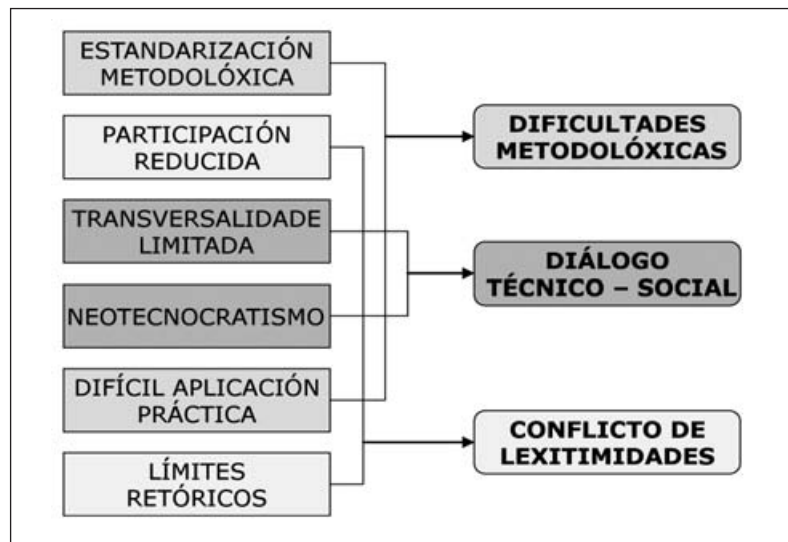 ESTANDARIZACIÓN
METODOLÓXICA
PARTICIPACIÓN
REDUCIDA
TRANSVERSALIDADE
LIMITADA
NEOTECNOCRATISMO
DIFÍCIL APLICACIÓN
PRÁCTICA
LÍMITES
RETÓRICOS
DIFICULTADES
METODOLÓXICAS
DIÁLOGO
TÉCNICO – SOCIAL
CONFLICTO DE
LEXITIMIDADES